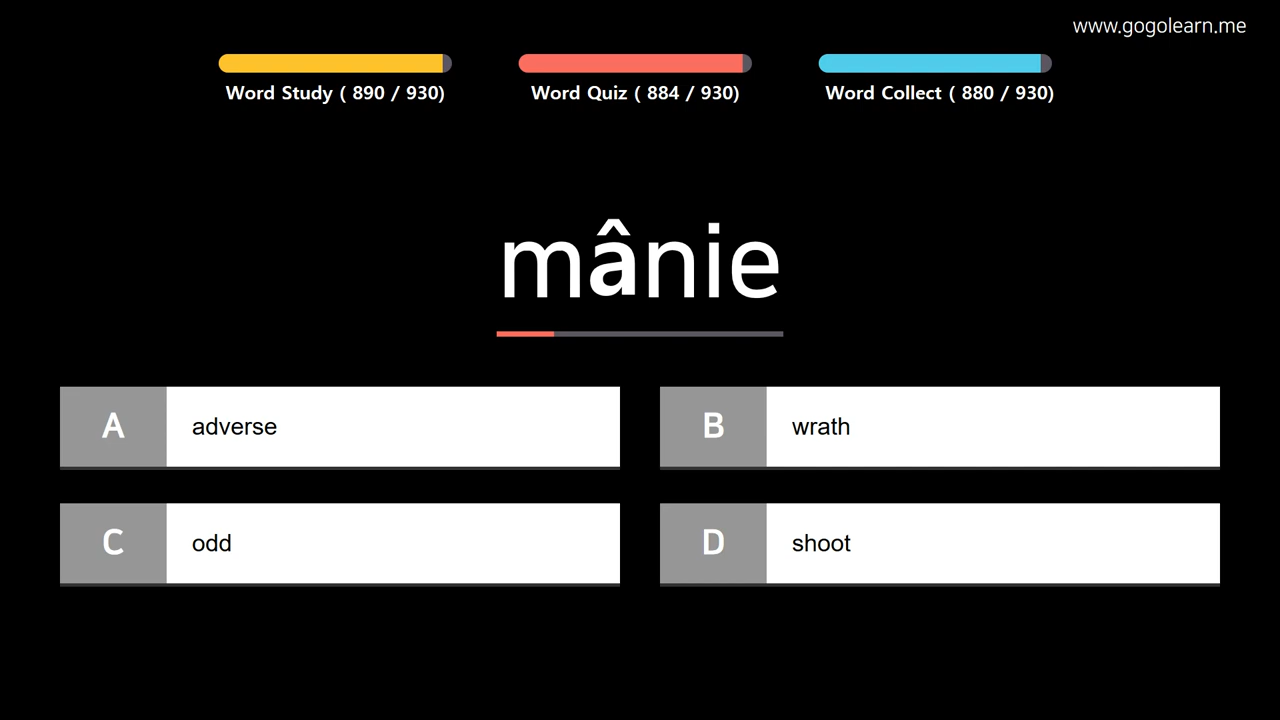 www.gogolearn.me
Word Study ( 890 / 930)
Word Quiz ( 884 / 930)
Word Collect ( 880 / 930)
mânie
A adverse
B wrath
C odd
D shoot